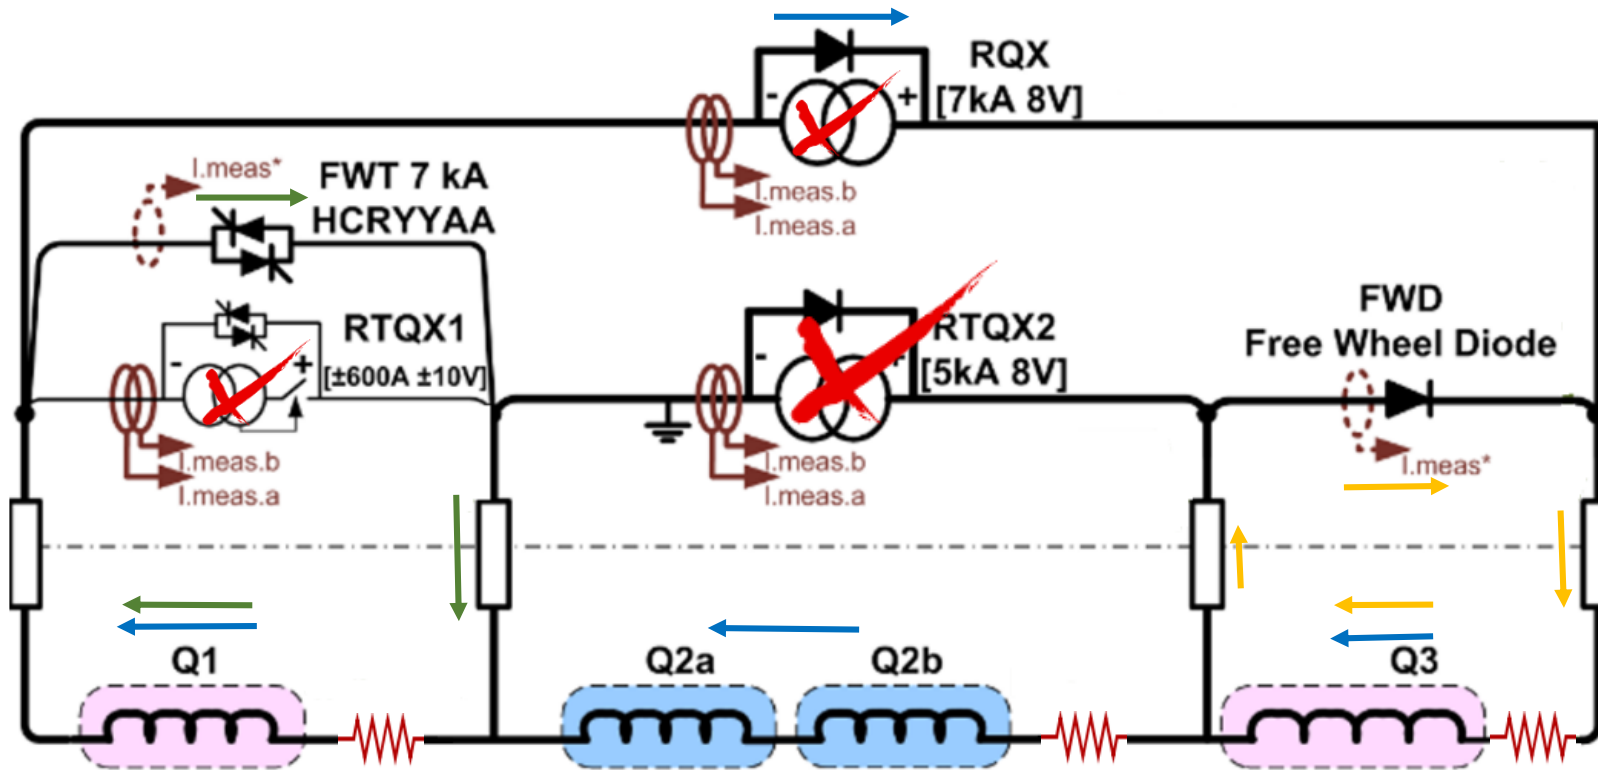 RQX
- +
[7kA 8V]
I.meas.b
I.meas.a
I.meas*
FWT 7 kA
HCRYYAA
RTQX1
- +
[±600A ±10V]
I.meas.b
I.meas.a
RTQX2
- +
[5kA 8V]
I.meas.b
I.meas.a
FWD
Free Wheel Diode
I.meas*
Q1
Q2a
Q2b
Q3